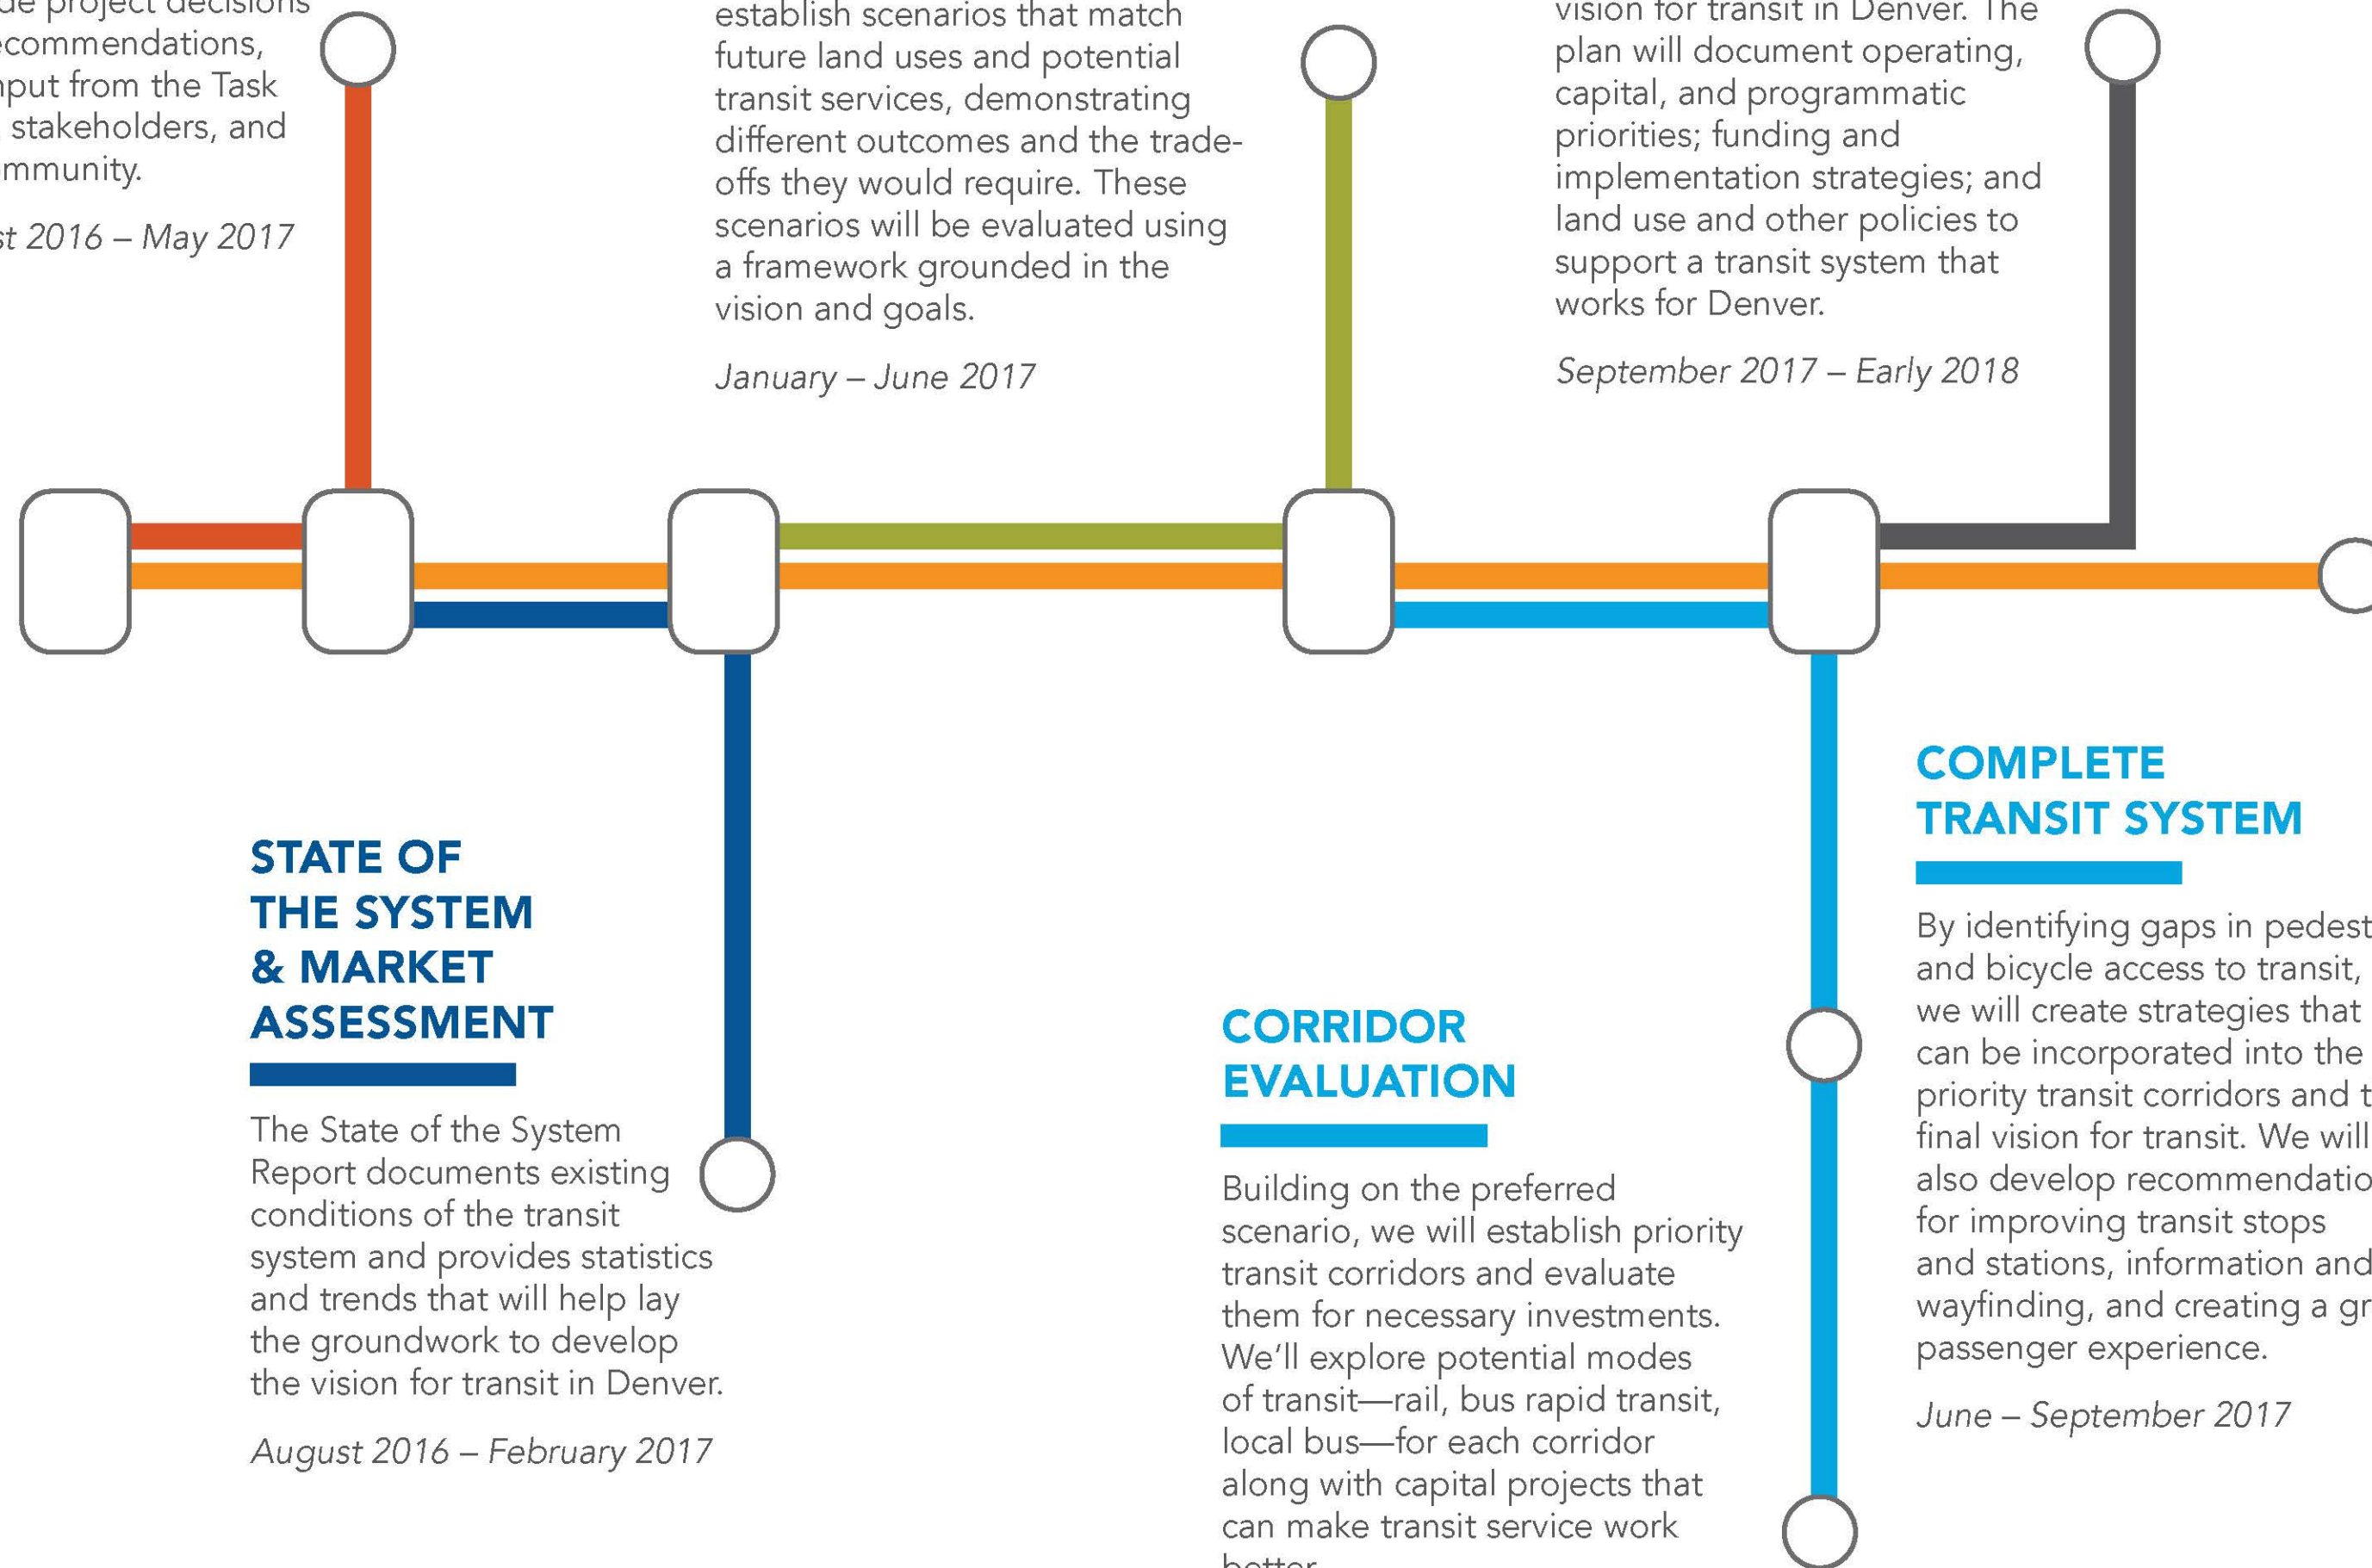 project decisions
input from the Task
stakeholders, and
2016 – May 2017
establish scenarios that match
future land uses and potential
transit services, demonstrating
different outcomes and the trade-
offs they would require. These
scenarios will be evaluated using
a framework grounded in the
vision and goals.
January – June 2017
vision for transit in Denver. The
plan will document operating,
capital, and programmatic
priorities; funding and
implementation strategies; and
land use and other policies to
support a transit system that
works for Denver.
September 2017 – Early 2018
STATE OF
THE SYSTEM
& MARKET
ASSESSMENT
The State of the System
Report documents existing
conditions of the transit
system and provides statistics
and trends that will help lay
the groundwork to develop
the vision for transit in Denver.
August 2016 – February 2017
CORRIDOR
EVALUATION
Building on the preferred
scenario, we will establish priority
transit corridors and evaluate
them for necessary investments.
We'll explore potential modes
of transit—rail, bus rapid transit,
local bus—for each corridor
along with capital projects that
can make transit service work
COMPLETE
TRANSIT SYSTEM
By identifying gaps in
and bicycle access to transit,
we will create strategies that
can be incorporated into the
priority transit corridors and
final vision for transit. We will
also develop
for improving transit stops
and stations, information and
wayfinding, and creating a
passenger experience.
June – September 2017